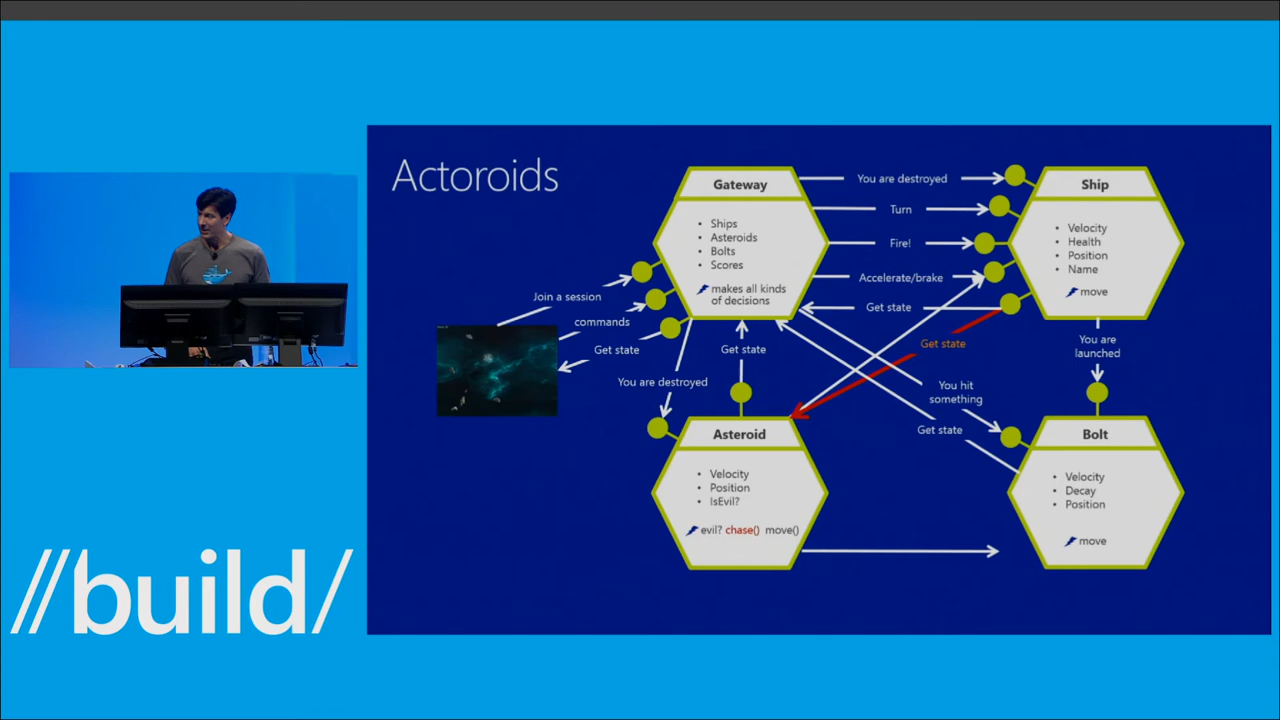 Actoroids
Gateway
• Ships
• Asteroids
• Bolts
• Scores
makes all kinds
of decisions
You are destroyed
Turn
Fire!
Accelerate/brake
Get state
Ship
• Velocity
• Health
• Position
• Name
move
Join a session
commands
Get state
You are destroyed
Get state
Get state
You are
launched
You hit
something
Get state
Asteroid
• Velocity
• Position
• IsEvil?
evil? chase() move()
Bolt
• Velocity
• Decay
• Position
move
//build/